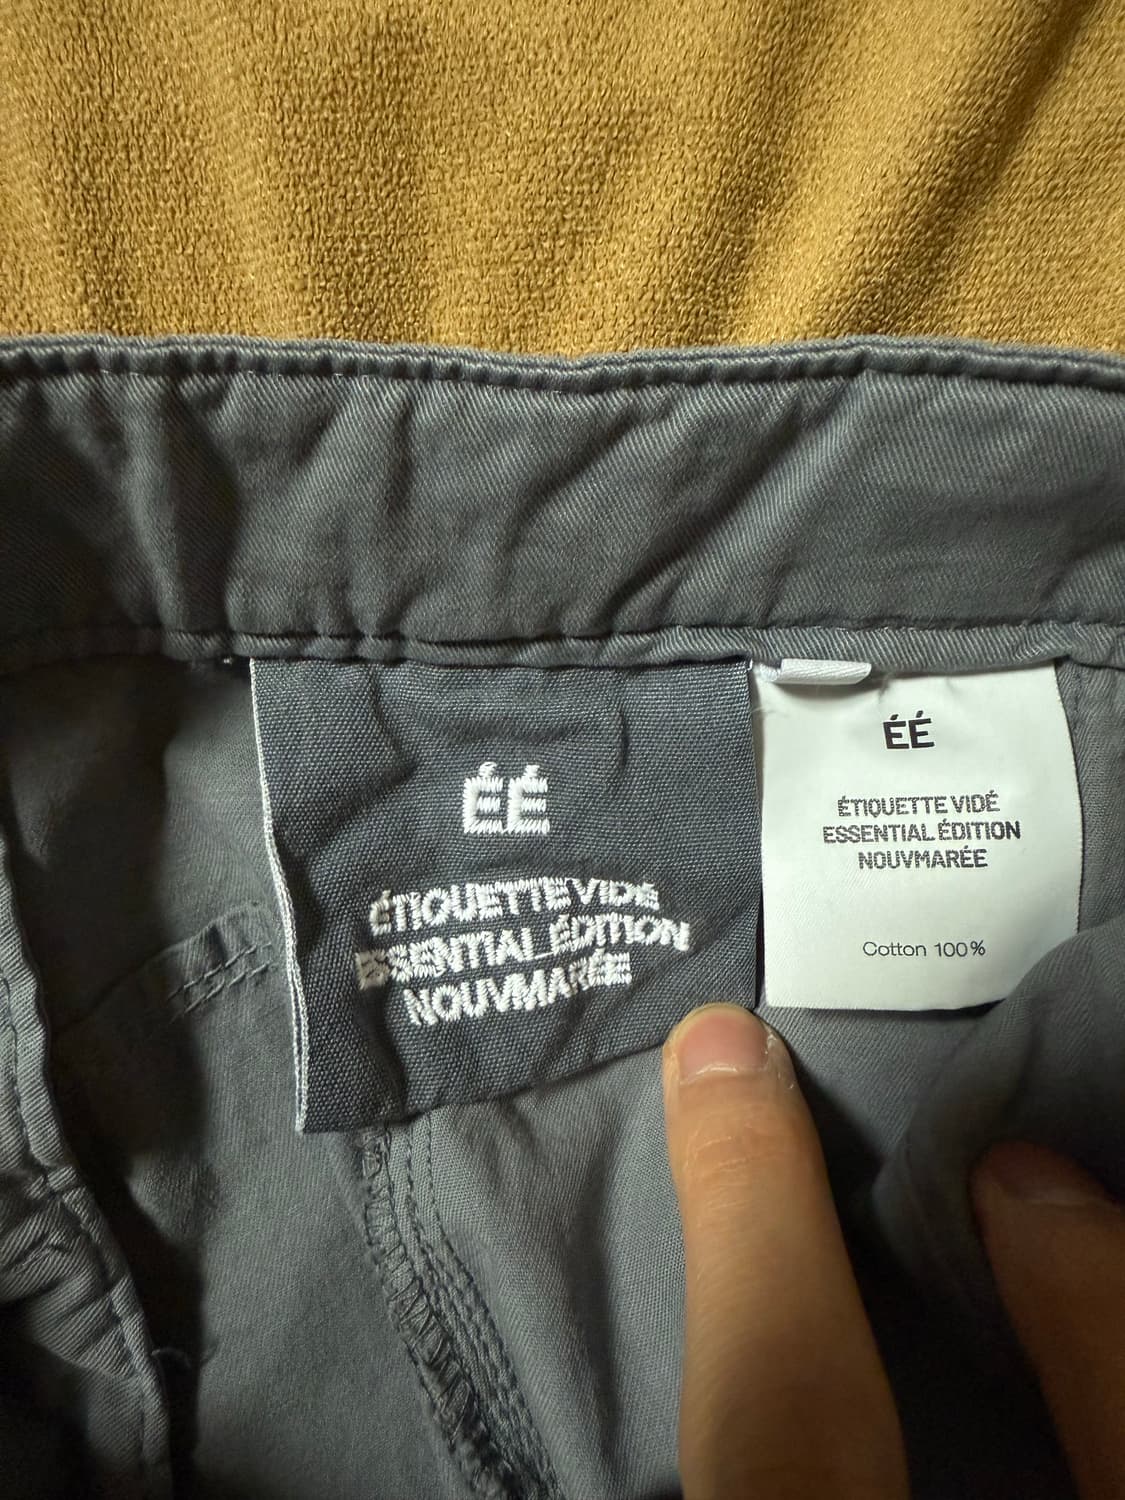 ÉÉ
ÉTIQUETTE VIDÉ
ESSENTIAL ÉDITION
NOUVMARÉE
ÉÉ
ÉTIQUETTE VIDÉ
ESSENTIAL ÉDITION
NOUVMARÉE
Cotton 100%